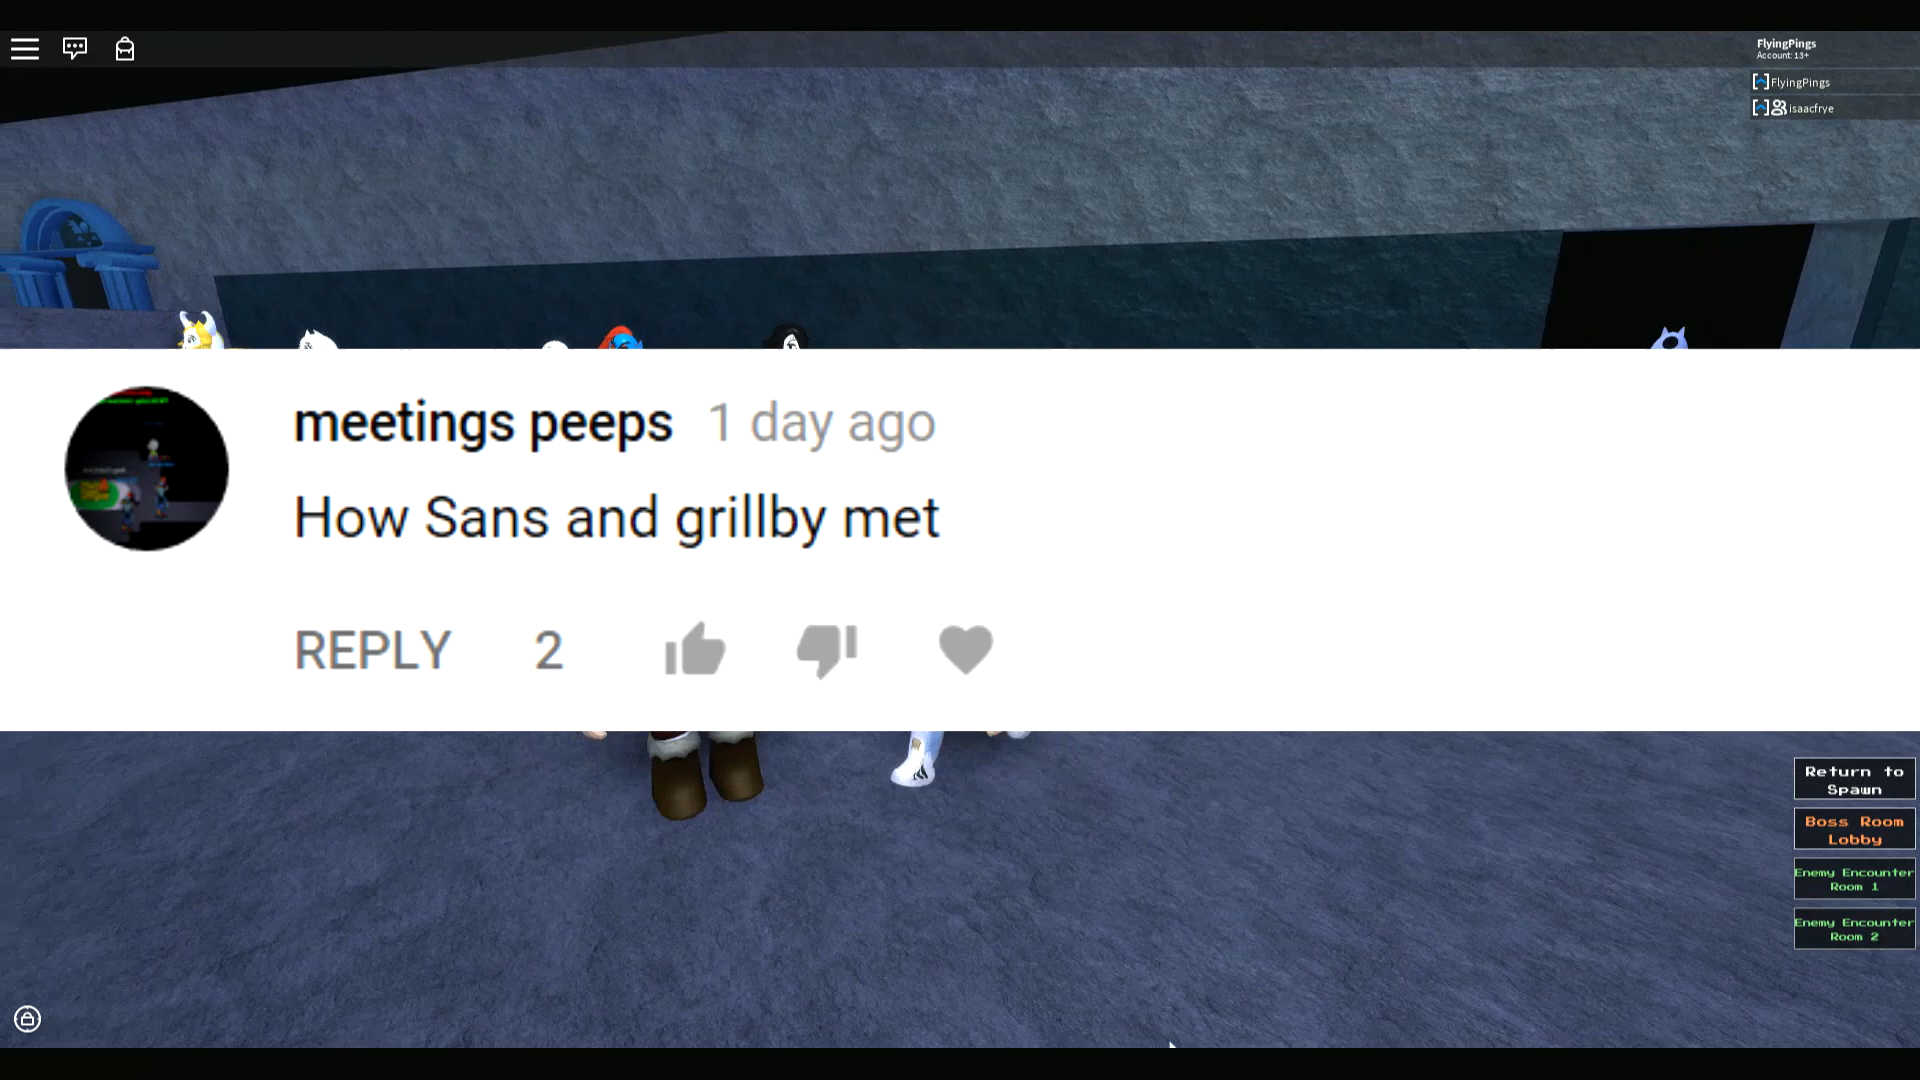 FlyingPings
Account: 13+
FlyingPings
isaacfrye
meetings peeps 1 day ago
How Sans and grillby met
REPLY 2
Return to
Spawn
Boss Room
Lobby
Enemy Encounter
Room 1
Enemy Encounter
Room 2